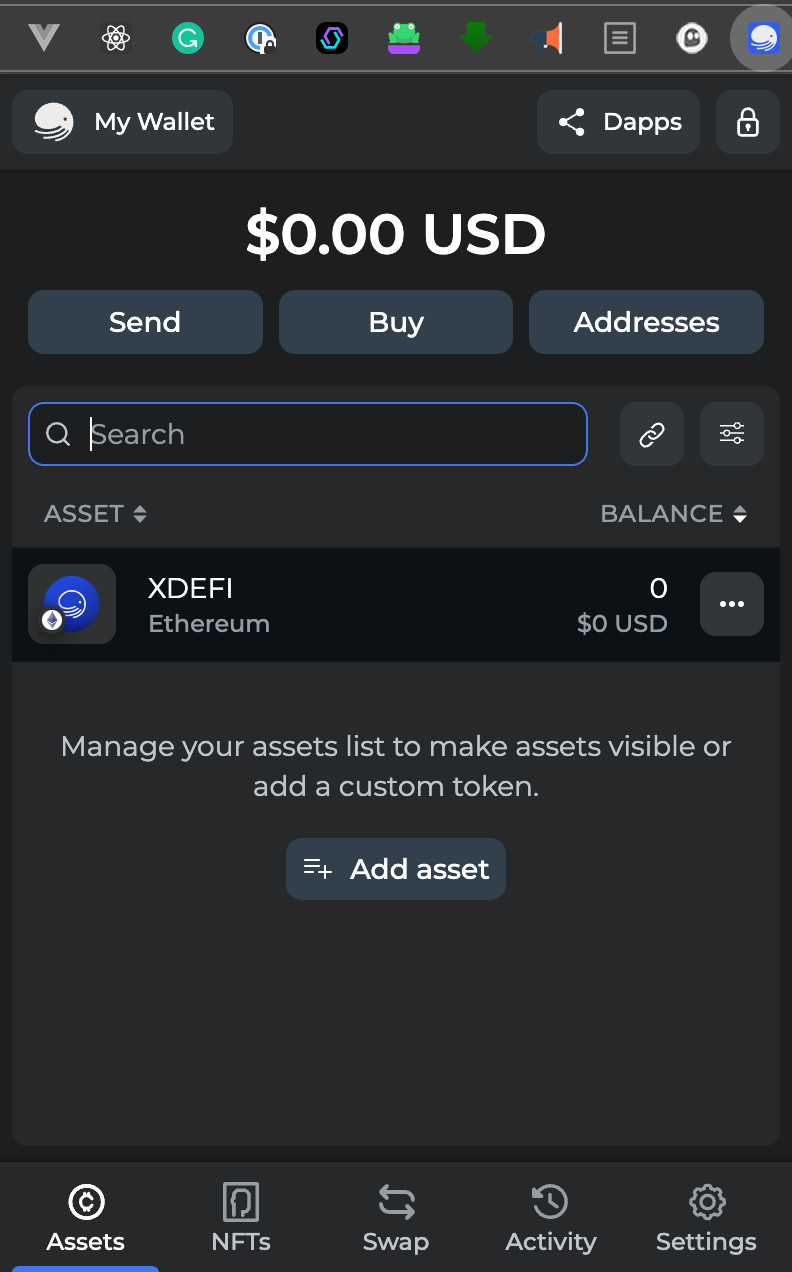 My Wallet
Dapps
$0.00 USD
Send
Buy
Addresses
Search
ASSET
BALANCE
XDEFI
0
Ethereum
$0 USD
Manage your assets list to make assets visible or
add a custom token.
Add asset
Assets
NFTs
Swap
Activity
Settings